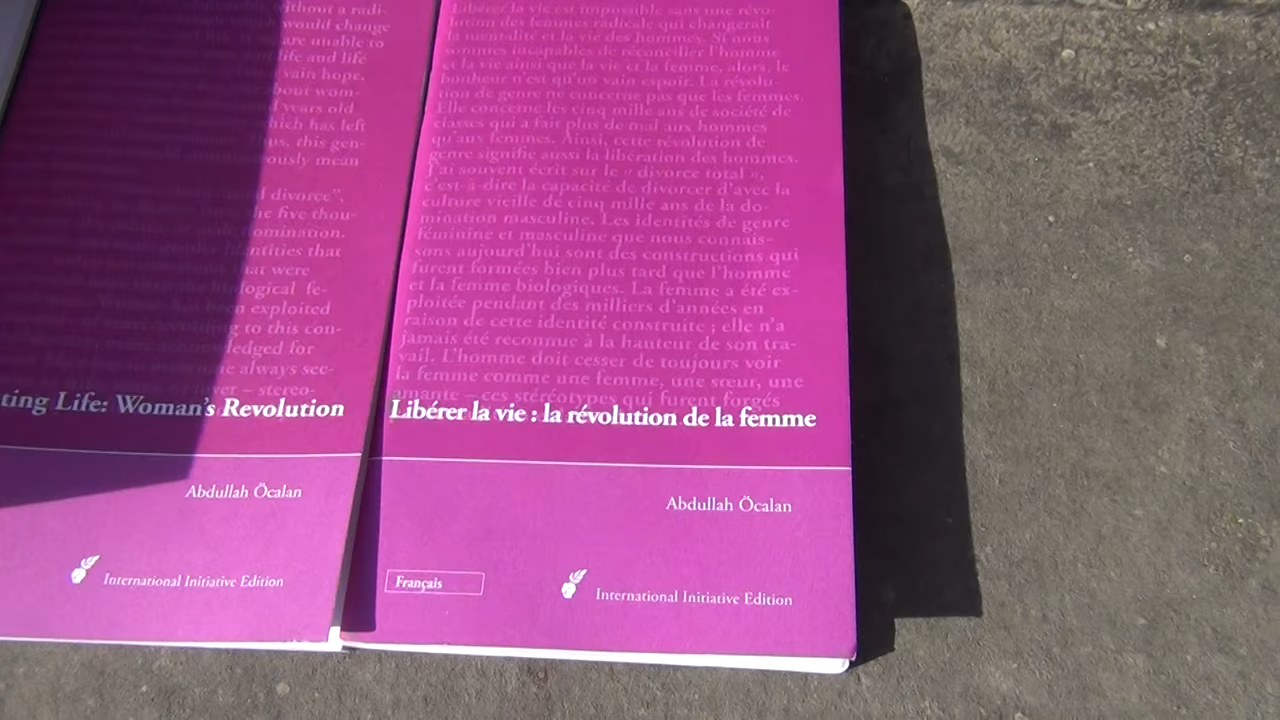 thout a radi-
would change
are unable to
life and life
vain hope.
bout wom-
years old
hich has left
us, this gen-
ously mean
of divorce”,
he five thou-
omination.
entities that
at were
ological fe-
n exploited
to this con-
ledged for
e always sec-
– stereo-
ting Life: Woman's Revolution
Abdullah Öcalan
International Initiative Edition
Libérer la vie est impossible sans une révo-
lution des femmes radicale qui changerait
la mentalité et la vie des hommes. Si nous
sommes incapables de réconcilier l'homme
et la vie ainsi que la vie et la femme, alors, le
bonheur n'est qu'un vain espoir. La révolu-
tion de genre ne concerne pas que les femmes.
Elle concerne les cinq mille ans de société de
classes qui a fait plus de mal aux hommes
qu'aux femmes. Ainsi, cette révolution de
genre signifie aussi la libération des hommes.
J'ai souvent écrit sur le « divorce total »,
c'est-à-dire la capacité de divorcer d'avec la
culture vieille de cinq mille ans de la do-
mination masculine. Les identités de genre
féminine et masculine que nous connais-
sons aujourd'hui sont des constructions qui
furent formées bien plus tard que l'homme
et la femme biologiques. La femme a été ex-
ploitée pendant des milliers d'années en
raison de cette identité construite ; elle n'a
jamais été reconnue à la hauteur de son tra-
vail. L'homme doit cesser de toujours voir
la femme comme une femme, une sœur, une
amante – ces stéréotypes qui furent forgés
Libérer la vie : la révolution de la femme
Abdullah Öcalan
Français
International Initiative Edition